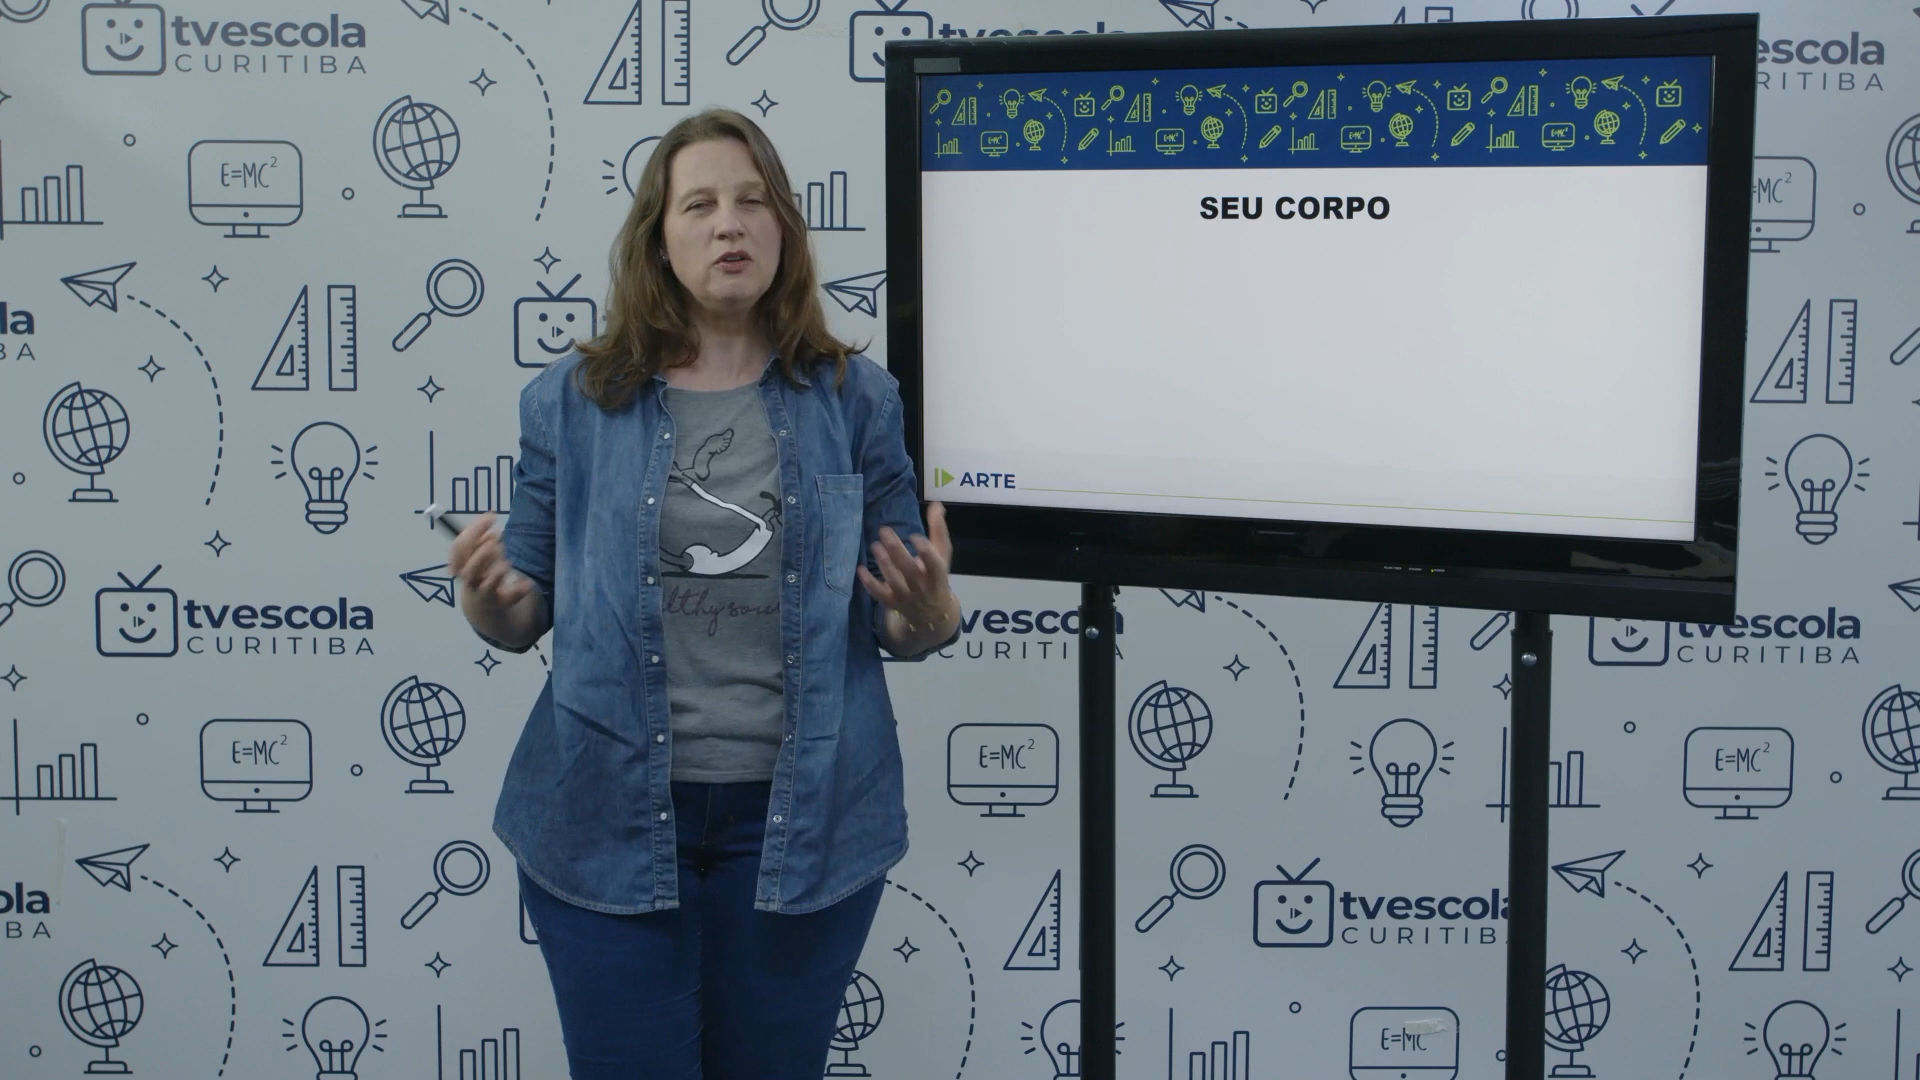 tvescola
CURITIBA
E=MC²
SEU CORPO
ARTE
tvescola
CURITIBA
E=MC²
E=MC²
E=MC²
tvescola
CURITIBA
tvescola
CURITIBA